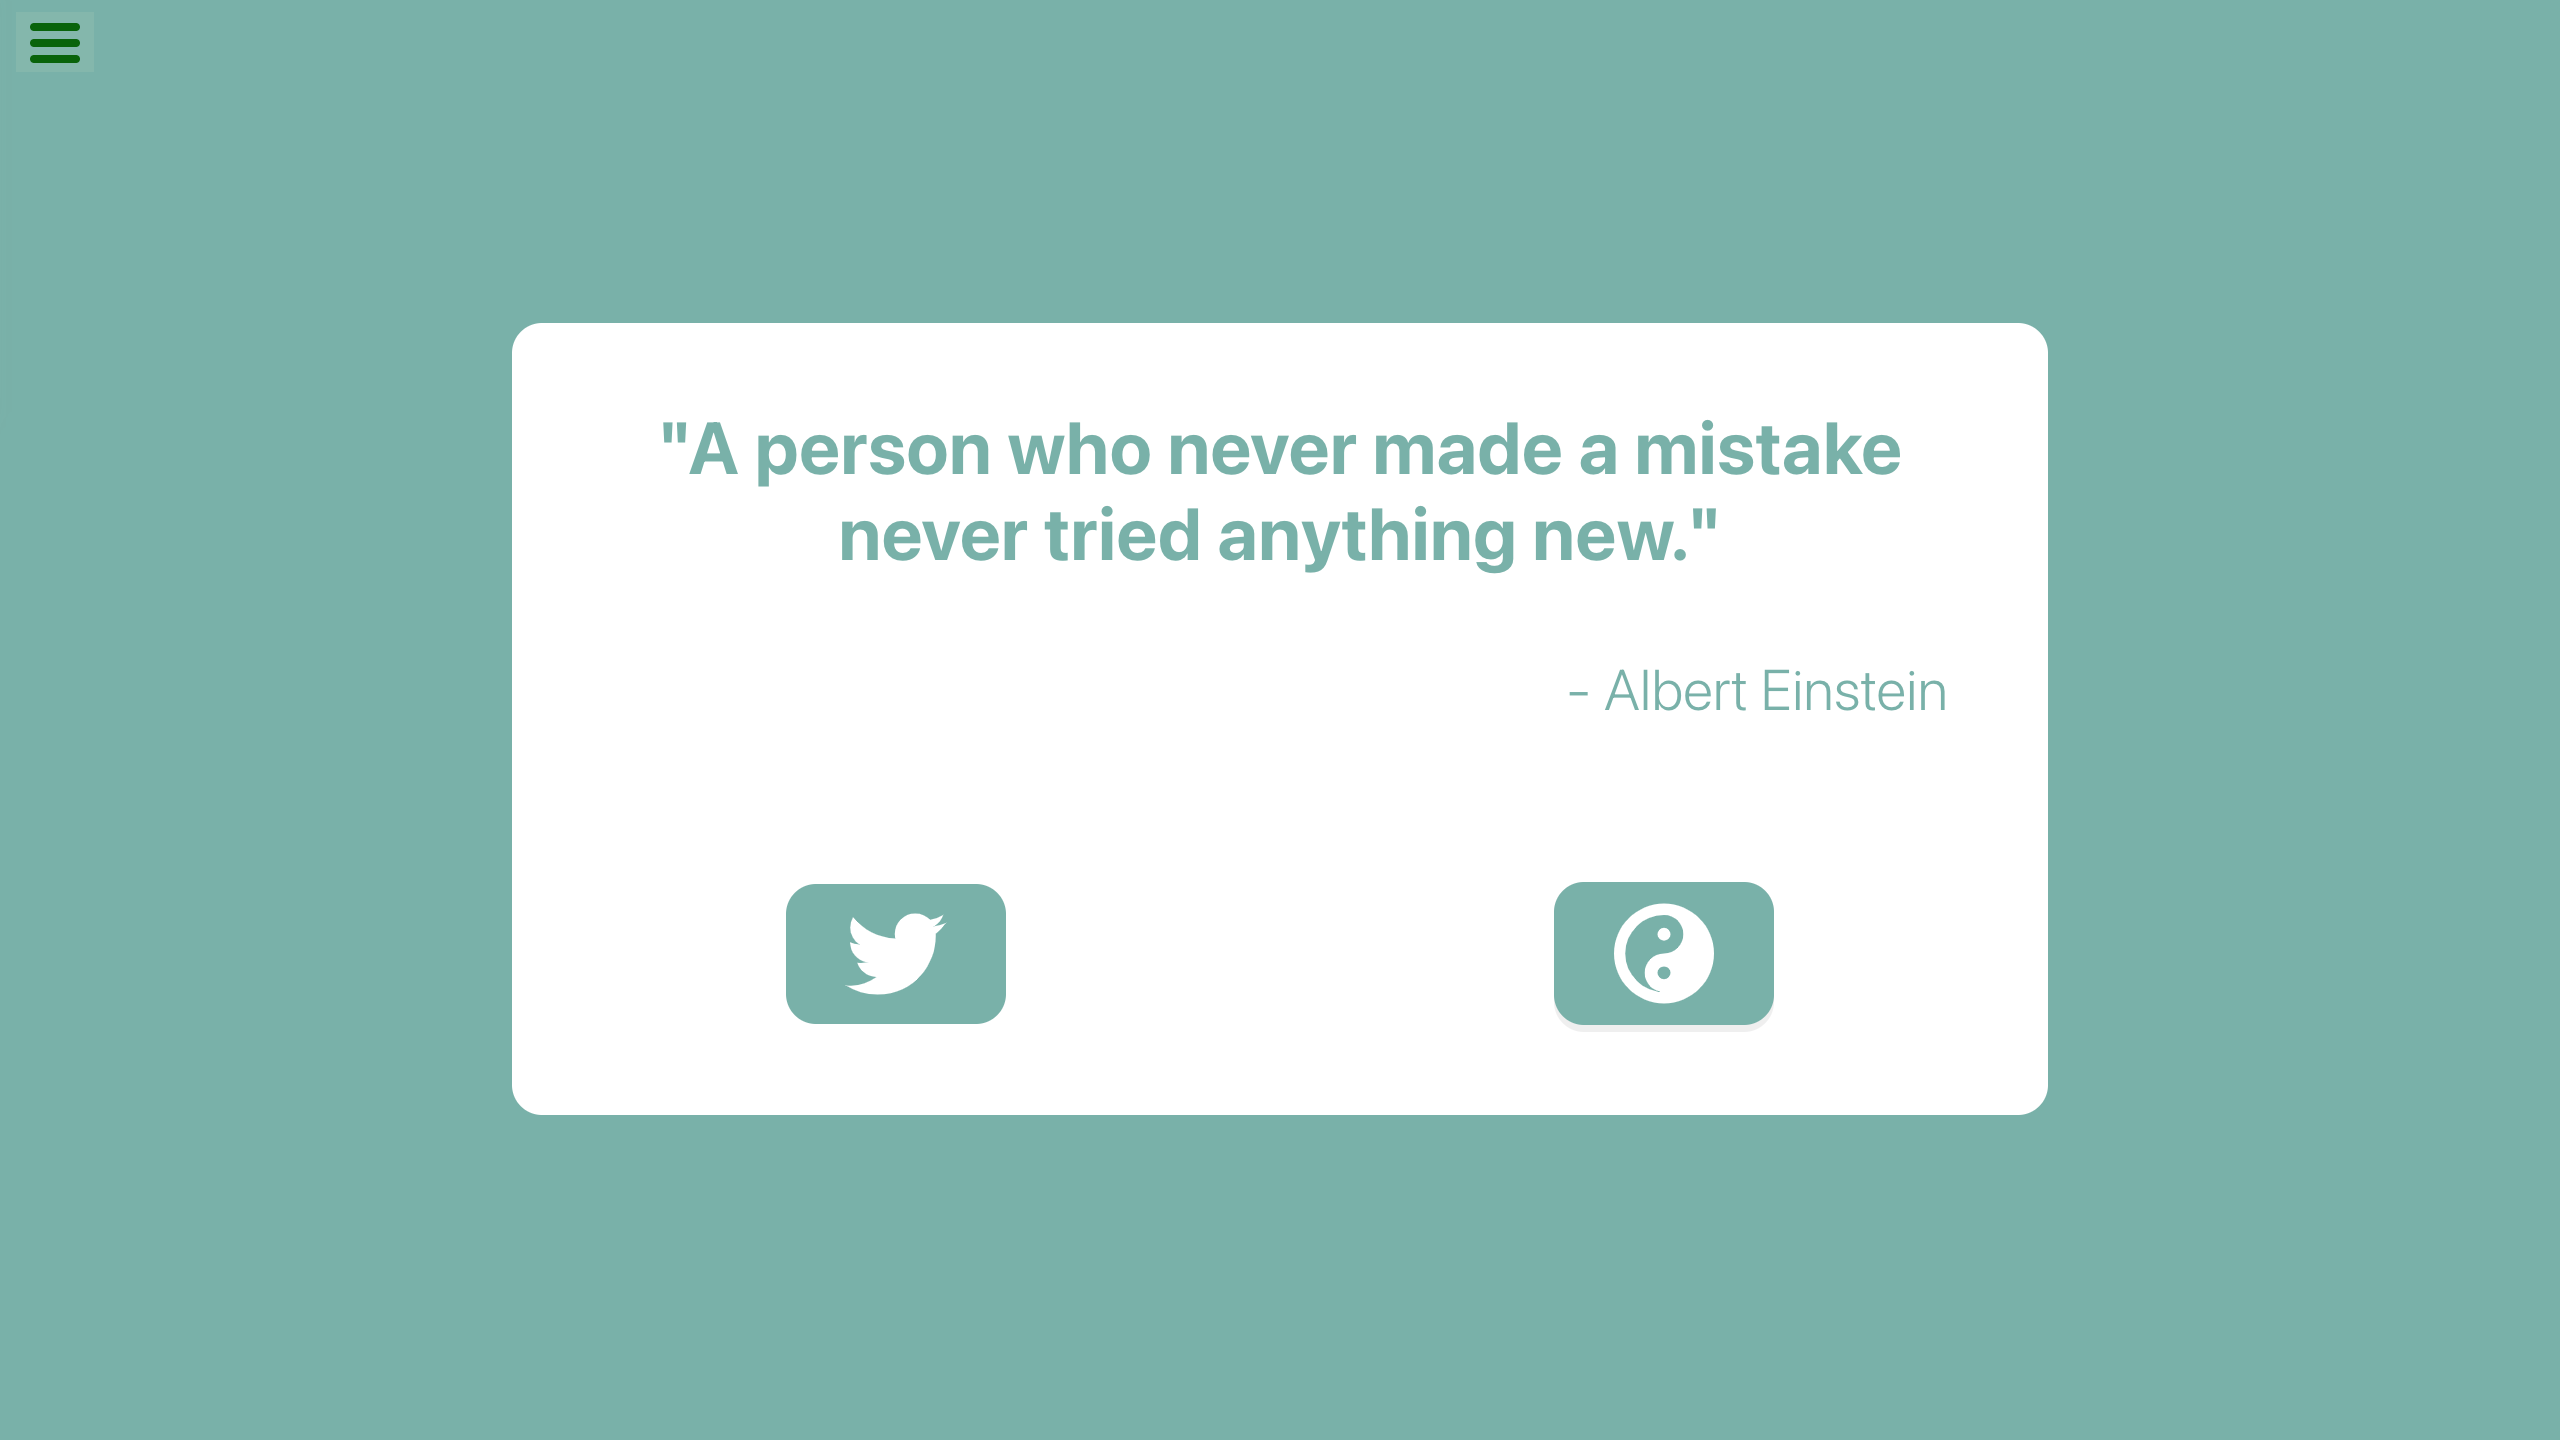 "A person who never made a mistake
never tried anything new."
- Albert Einstein